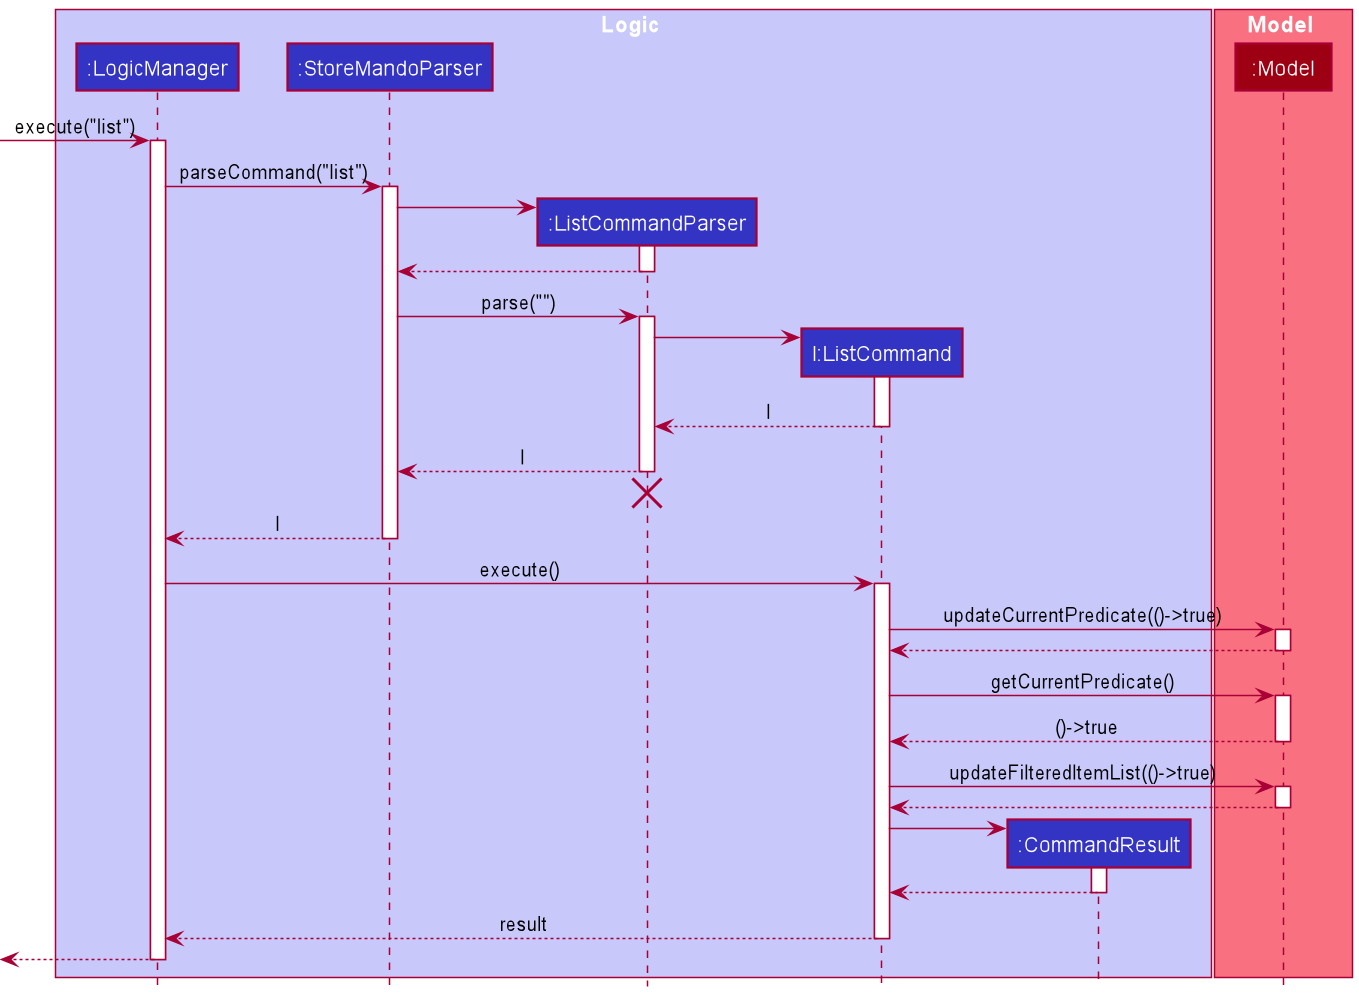 Logic
Model
:LogicManager
:StoreMandoParser
:Model
execute("list")
parseCommand("list")
:ListCommandParser
parse("")
l:ListCommand
l
l
l
execute()
updateCurrentPredicate(()->true)
getCurrentPredicate()
()->true
updateFilteredItemList(()->true)
:CommandResult
result